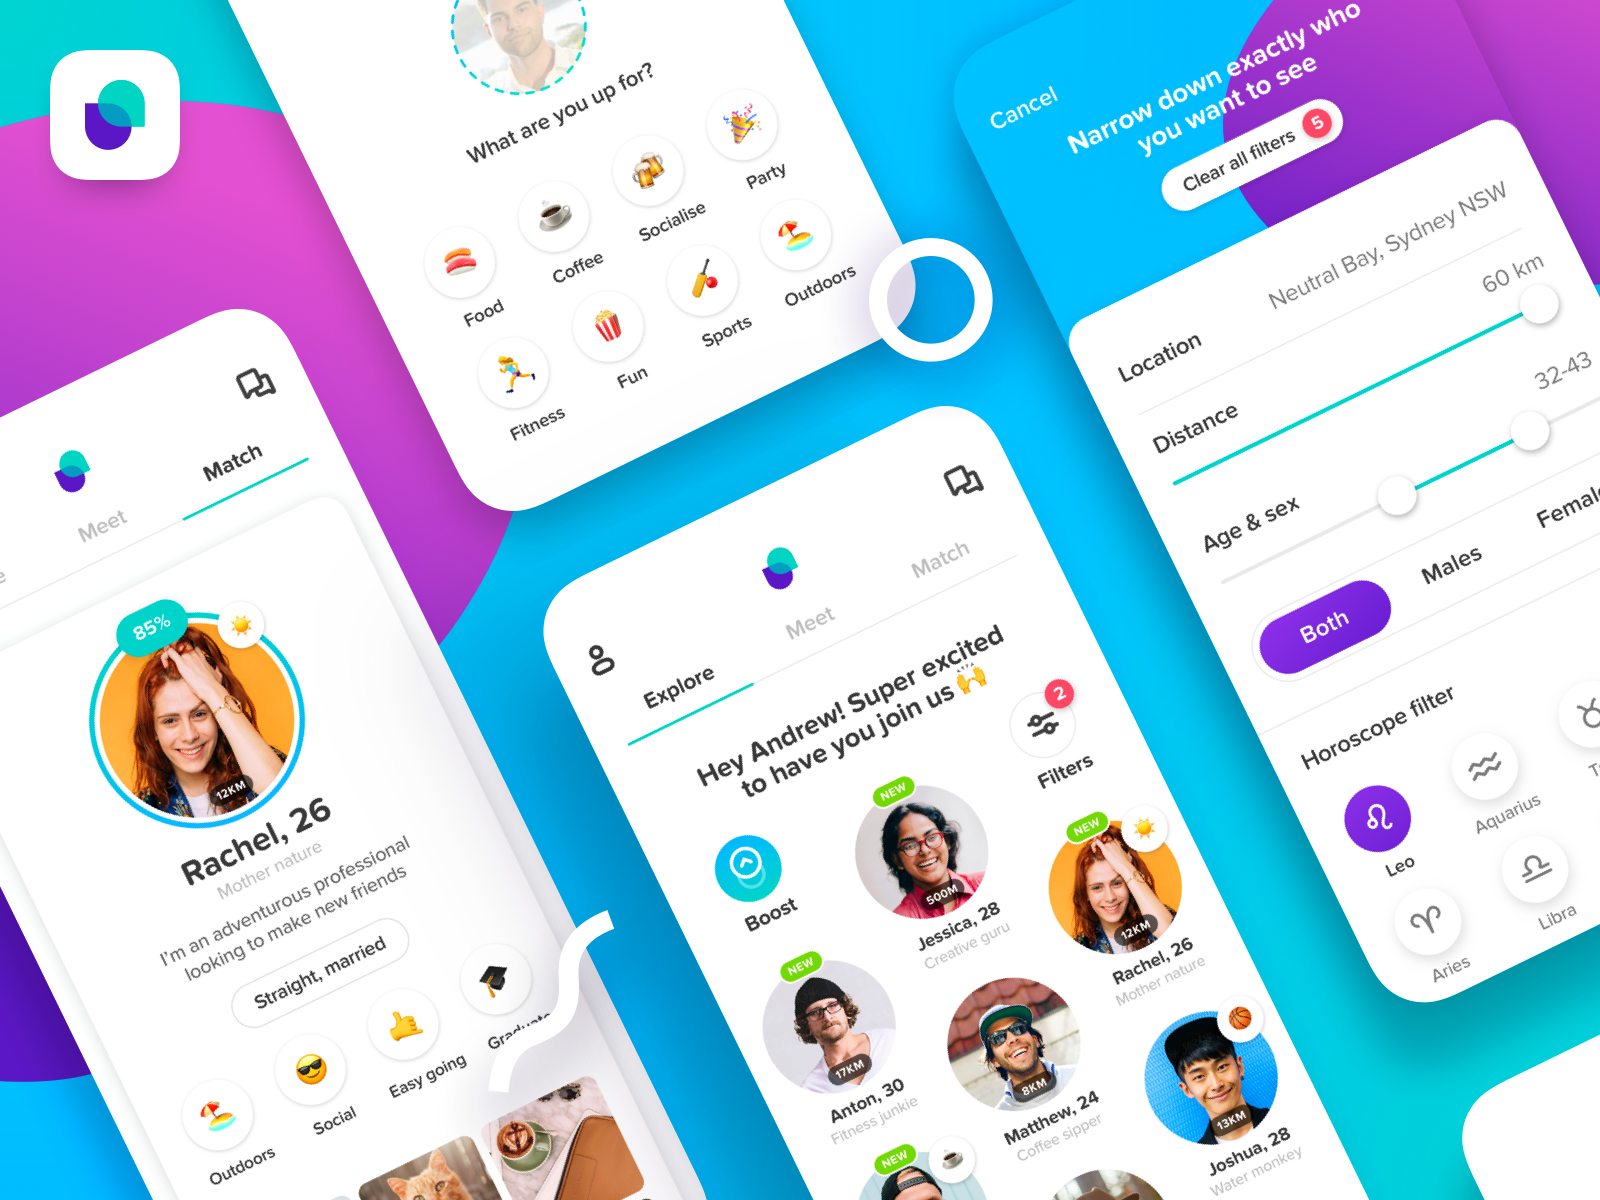 What are you up for?
Food
Coffee
Socialise
Party
Fitness
Fun
Sports
Outdoors
Cancel
Narrow down exactly who
you want to see
Clear all filters 5
Location
Neutral Bay, Sydney NSW
Distance
60 km
Age & sex
32-43
Both
Males
Horoscope filter
Leo
Aquarius
Aries
Libra
Meet
Match
85%
12KM
Rachel, 26
Mother nature
I'm an adventurous professional
looking to make new friends
Straight, married
Outdoors
Social
Easy going
Graduate
Explore
Meet
Match
Hey Andrew! Super excited
to have you join us
2
Filters
Boost
NEW
500M
Jessica, 28
Creative guru
NEW
12KM
Rachel, 26
Mother nature
NEW
17KM
Anton, 30
Fitness junkie
8KM
Matthew, 24
Coffee sipper
13KM
Joshua, 28
Water monkey
NEW